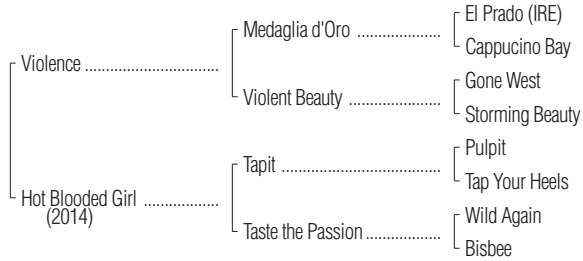 El Prado (IRE)
Medaglia d'Oro
Cappucino Bay
Violence
Gone West
Violent Beauty
Storming Beauty
Pulpit
Tapit
Tap Your Heels
Hot Blooded Girl
(2014)
Wild Again
Taste the Passion
Bisbee